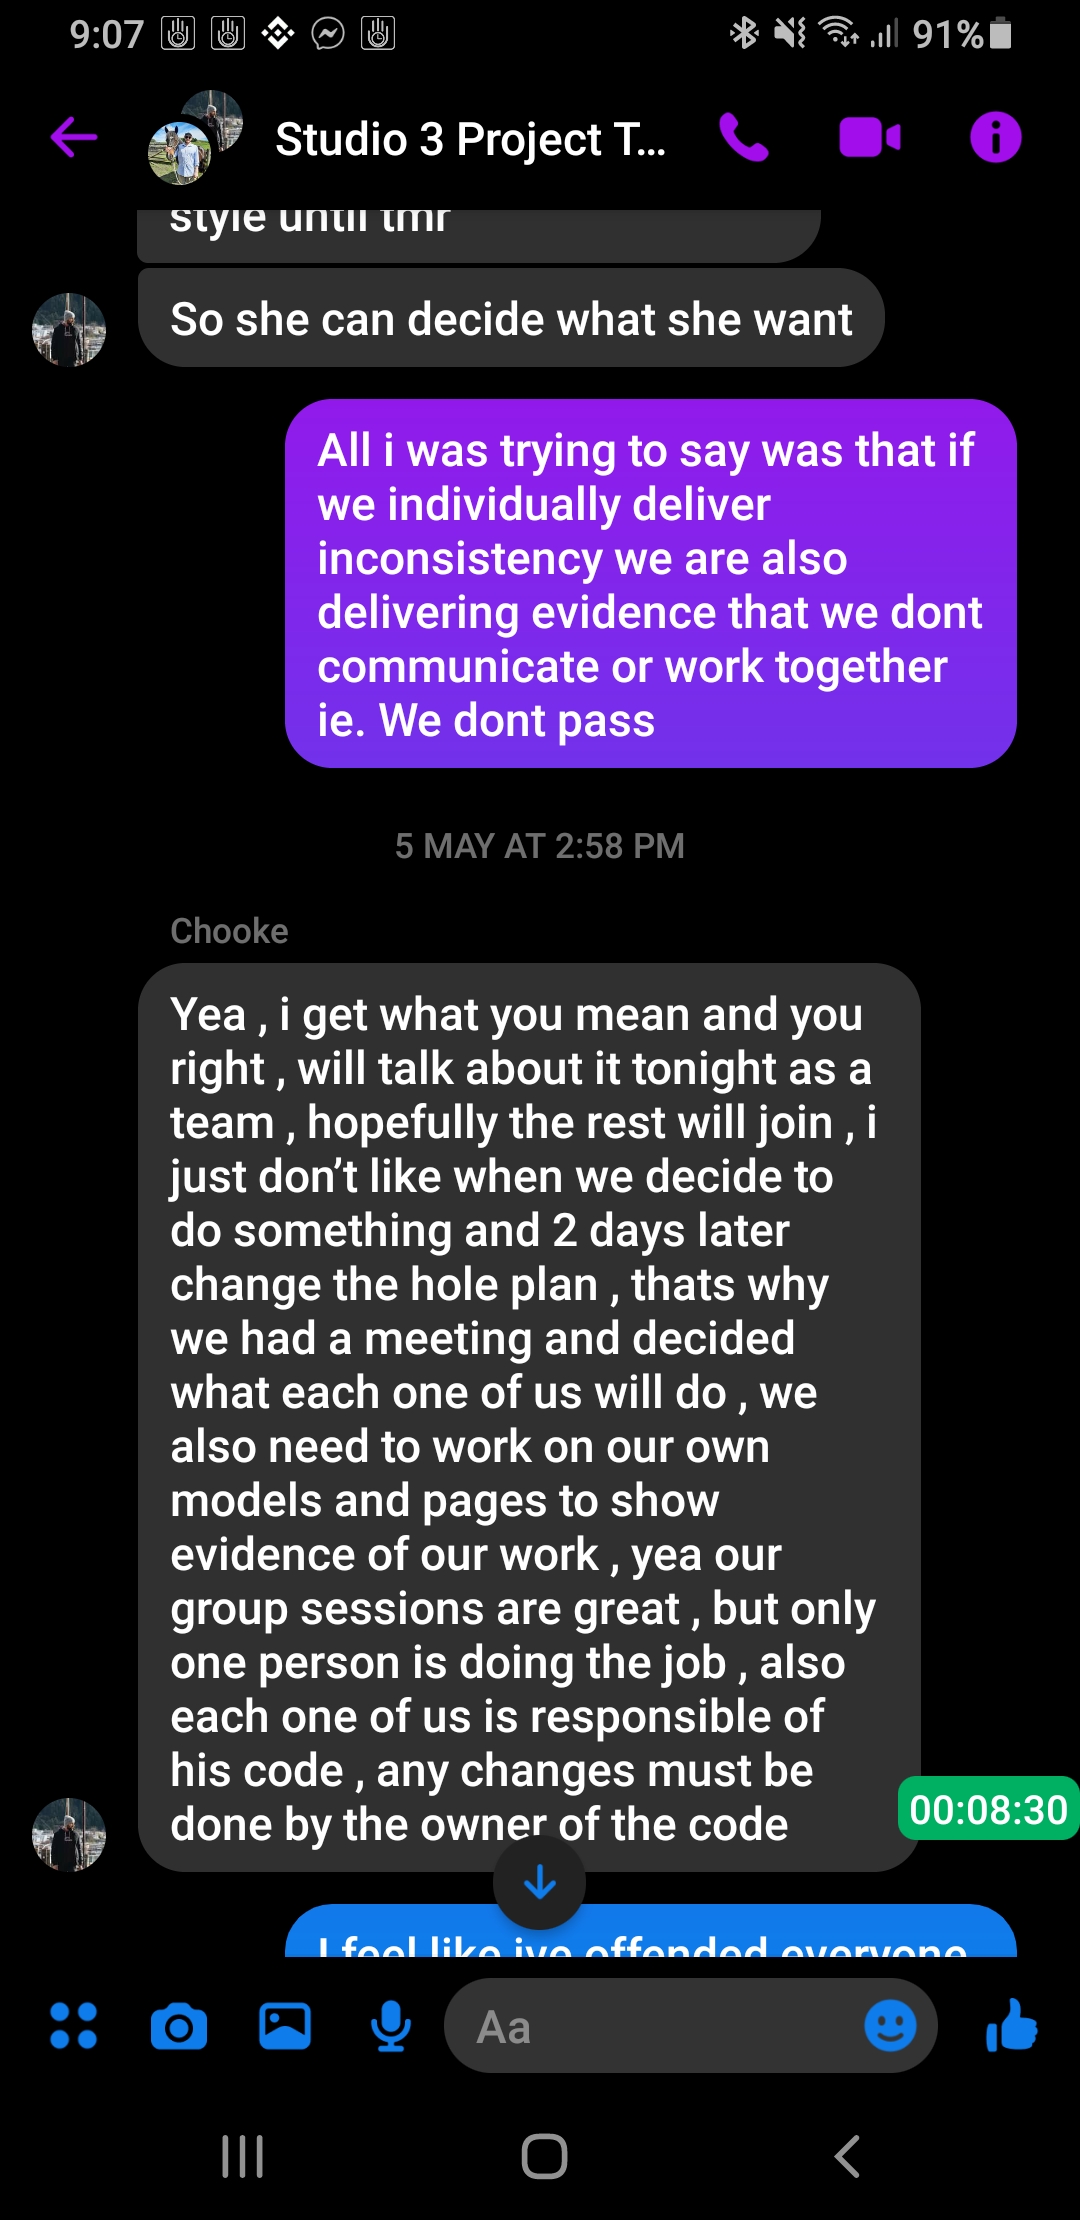 9:07
91%
Studio 3 Project T...
style until tmr
So she can decide what she want
All i was trying to say was that if
we individually deliver
inconsistency we are also
delivering evidence that we dont
communicate or work together
ie. We dont pass
5 MAY AT 2:58 PM
Chooke
Yea , i get what you mean and you
right , will talk about it tonight as a
team , hopefully the rest will join , i
just don’t like when we decide to
do something and 2 days later
change the hole plan , thats why
we had a meeting and decided
what each one of us will do , we
also need to work on our own
models and pages to show
evidence of our work , yea our
group sessions are great , but only
one person is doing the job , also
each one of us is responsible of
his code , any changes must be
done by the owner of the code
00:08:30
I feel like ive offended everyone
Aa